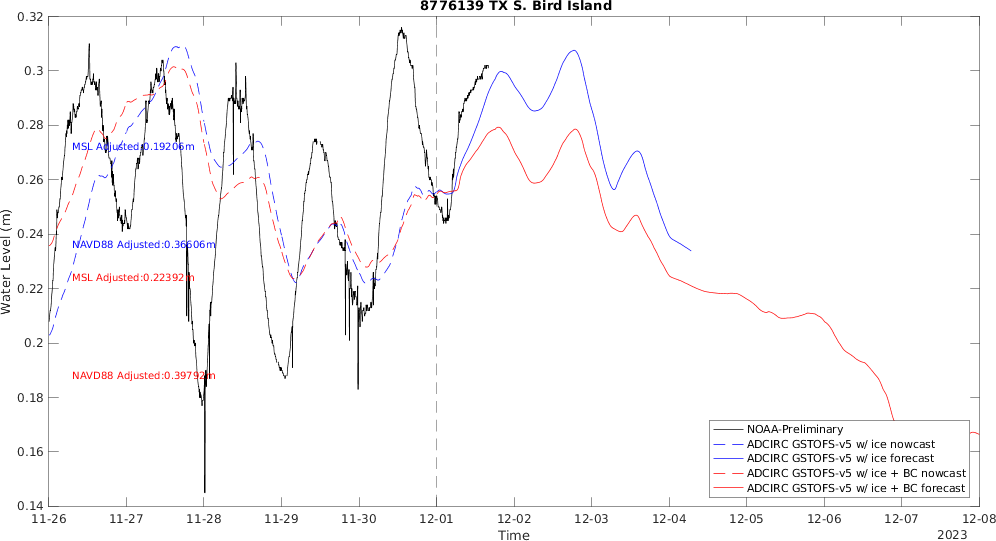 8776139 TX S. Bird Island
0.32
0.3
0.28
0.26
0.24
0.22
0.2
0.18
0.16
0.14
Water Level (m)
MSL Adjusted:0.19206m
NAVD88 Adjusted:0.36606m
MSL Adjusted:0.22392m
NAVD88 Adjusted:0.39792m
NOAA-Preliminary
ADCIRC GSTOFS-v5 w/ ice nowcast
ADCIRC GSTOFS-v5 w/ ice forecast
ADCIRC GSTOFS-v5 w/ ice + BC nowcast
ADCIRC GSTOFS-v5 w/ ice + BC forecast
11-26 11-27 11-28 11-29 11-30 12-01 12-02 12-03 12-04 12-05 12-06 12-07 12-08
Time
2023